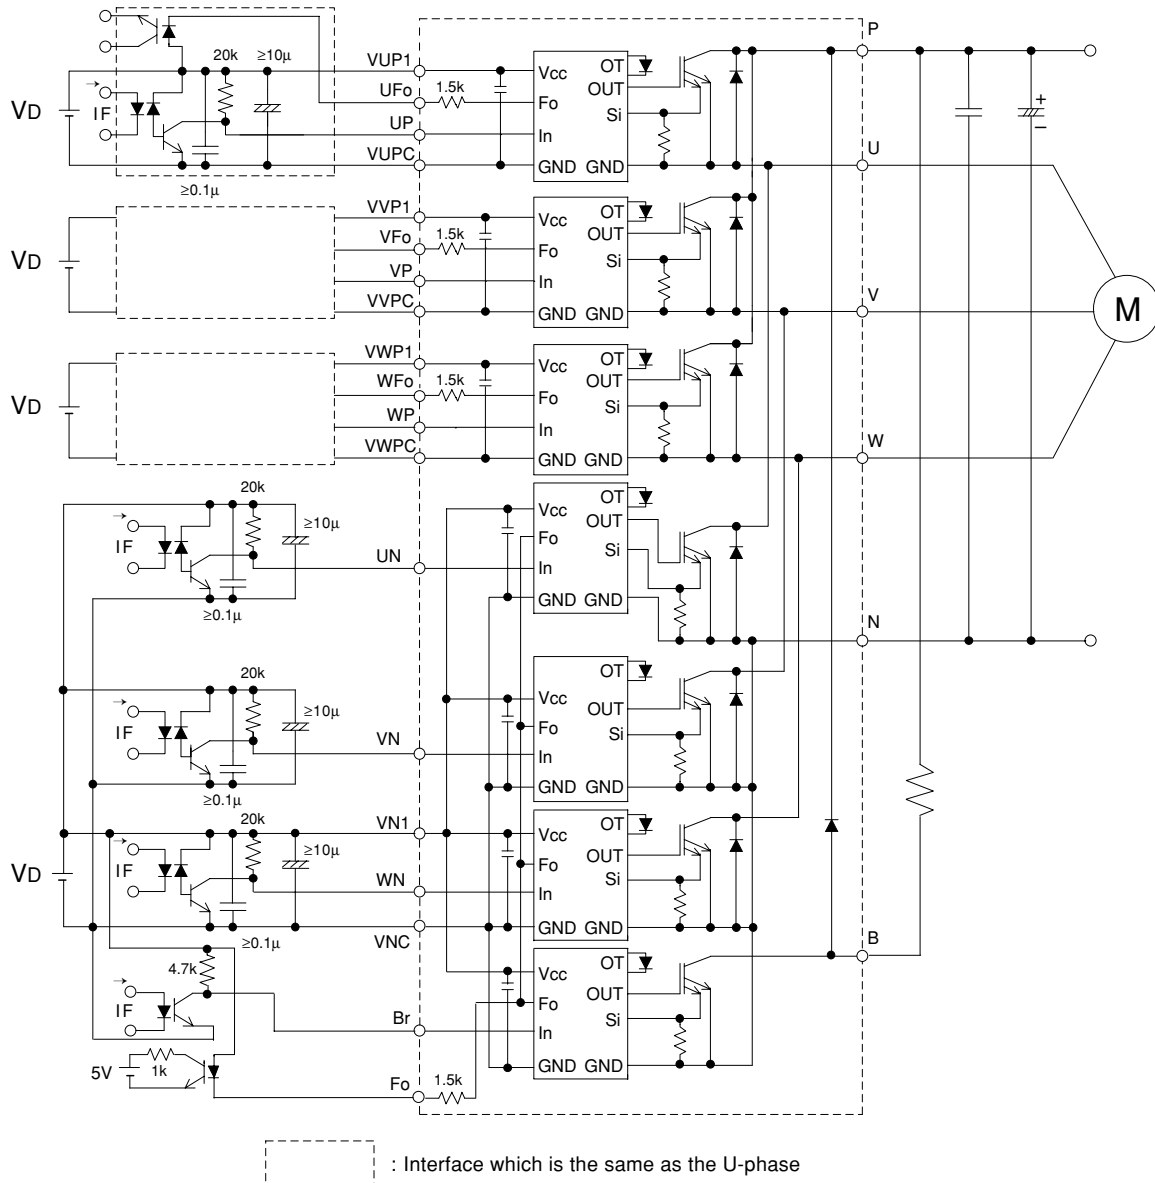 P
20k
≥10µ
VUP1
Vcc
OT
OUT
1.5k
UFo
Fo
+
VD
IF
Si
–
UP
In
VUPC
GND GND
U
≥0.1µ
VVP1
Vcc
OT
OUT
VFo
1.5k
Fo
Si
VD
VP
In
VVPC
GND GND
V
M
VWP1
Vcc
OT
OUT
WFo
1.5k
Fo
Si
VD
WP
In
VWPC
GND GND
W
20k
≥10µ
IF
OT
Vcc
OUT
Fo
Si
UN
In
GND GND
≥0.1µ
N
20k
≥10µ
IF
OT
Vcc
OUT
Fo
Si
VN
In
GND GND
≥0.1µ
20k
VN1
Vcc
OT
≥10µ
OUT
IF
Fo
VD
Si
WN
In
GND GND
VNC
≥0.1µ
B
4.7k
OT
Vcc
OUT
IF
Fo
Si
Br
In
5V
1k
GND GND
Fo
1.5k
: Interface which is the same as the U-phase